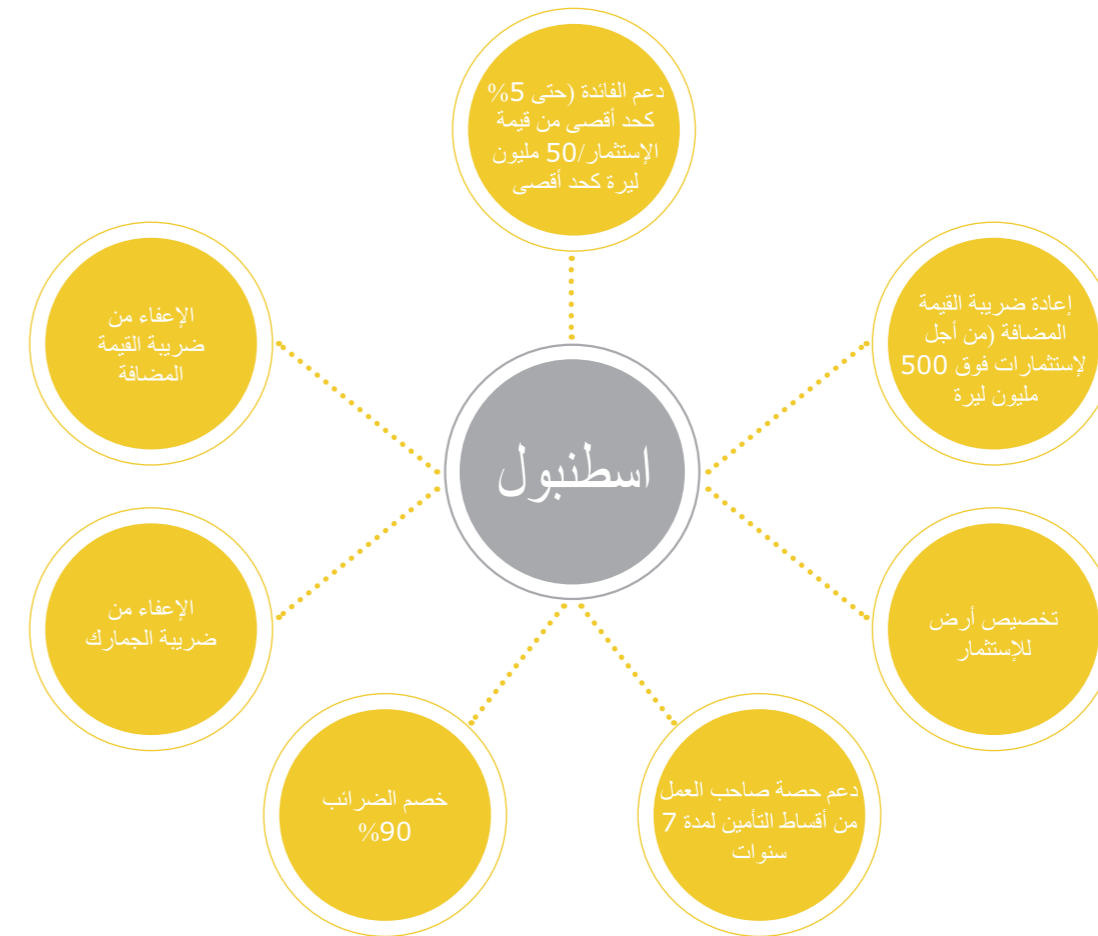 دعم الفائدة (حتى 5%
كحد أقصى من قيمة
الإستثمار/50 مليون
ليرة كحد أقصى
إعادة ضريبة القيمة
المضافة (من أجل
لإستثمارات فوق 500
مليون ليرة
الإعفاء من
ضريبة القيمة
المضافة
اسطنبول
تخصيص أرض
للإستثمار
الإعفاء من
ضريبة الجمارك
دعم حصة صاحب العمل
من أقساط التأمين لمدة 7
سنوات
خصم الضرائب
%90